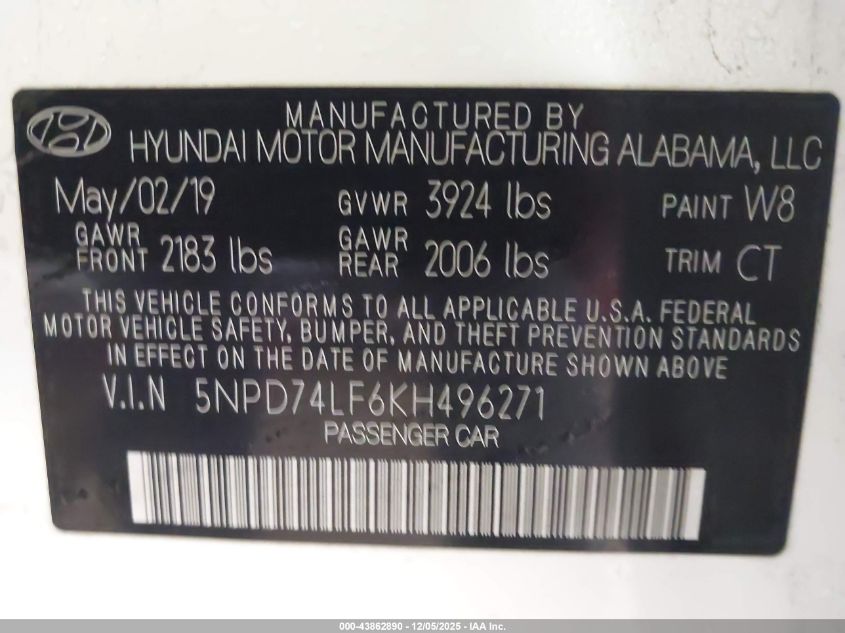 MANUFACTURED BY
HYUNDAI MOTOR MANUFACTURING ALABAMA, LLC
May/02/19 GVWR 3924 lbs PAINT W8
GAWR FRONT 2183 lbs GAWR REAR 2006 lbs TRIM CT
THIS VEHICLE CONFORMS TO ALL APPLICABLE U.S.A. FEDERAL
MOTOR VEHICLE SAFETY, BUMPER, AND THEFT PREVENTION STANDARDS
IN EFFECT ON THE DATE OF MANUFACTURE SHOWN ABOVE
V.I.N 5NPD74LF6KH496271
PASSENGER CAR
000-43862890 - 12/05/2025 - IAA Inc.